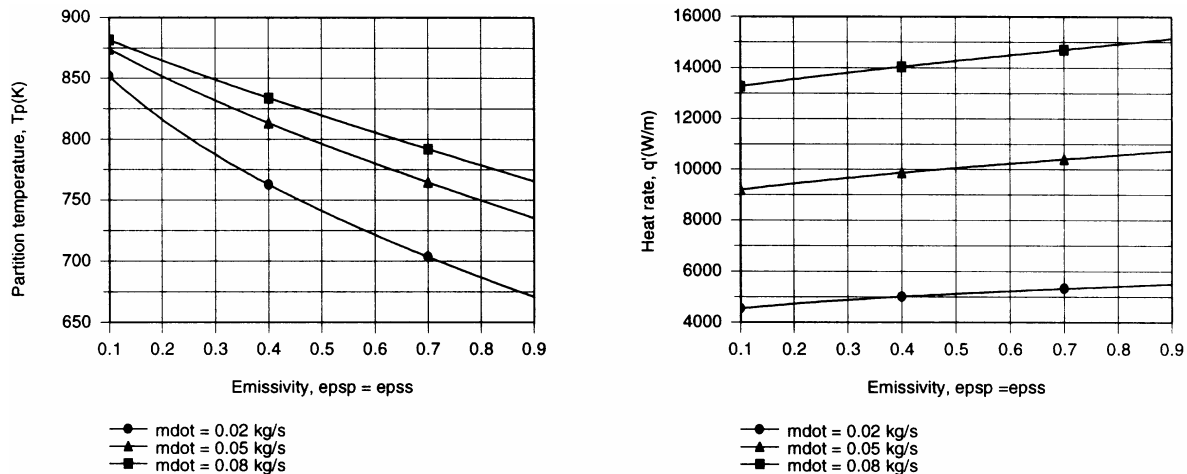 Partition temperature, Tp(K)
900
850
800
750
700
650
0.1 0.2 0.3 0.4 0.5 0.6 0.7 0.8 0.9
Emissivity, epsp = epss
mdot = 0.02 kg/s
mdot = 0.05 kg/s
mdot = 0.08 kg/s
Heat rate, q'(W/m)
16000
14000
12000
10000
8000
6000
4000
0.1 0.2 0.3 0.4 0.5 0.6 0.7 0.8 0.9
Emissivity, epsp =epss
mdot = 0.02 kg/s
mdot = 0.05 kg/s
mdot = 0.08 kg/s